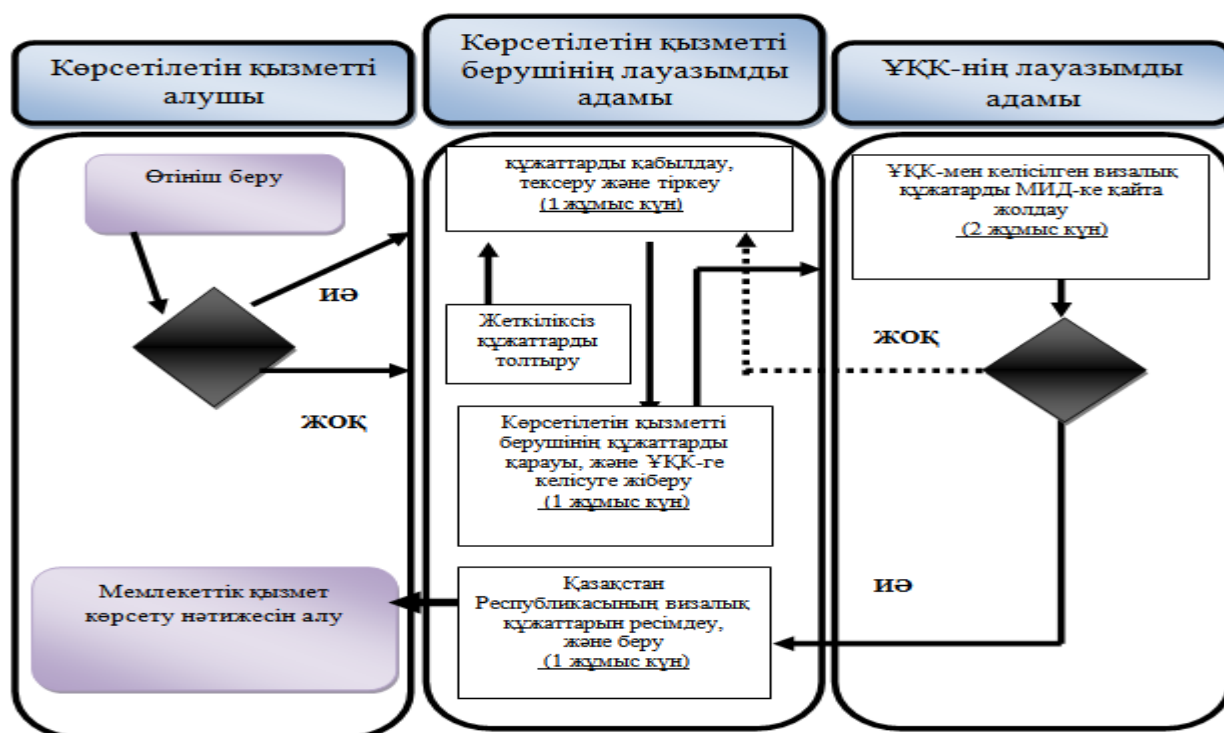 Көрсетілетін қызметті
алушы
Көрсетілетін қызметті
берушінің лауазымды
адамы
ҰҚК-нің лауазымды
адамы
Өтініш беру
ИӘ
ЖОҚ
құжаттарды қабылдау,
тексеру және тіркеу
(1 жұмыс күн)
Жеткіліксіз
құжаттарды
толтыру
Көрсетілетін қызметті
берушінің құжаттарды
қарауы, және ҰҚК-ге
келісуге жіберу
(1 жұмыс күн)
Қазақстан
Республикасының визалық
құжаттарын ресімдеу,
және беру
(1 жұмыс күн)
ҰҚК-мен келісілген визалық
құжатарды МИД-ке қайта
жолдау
(2 жұмыс күн)
ЖОҚ
ИӘ
Мемлекеттік қызмет
көрсету нәтижесін алу